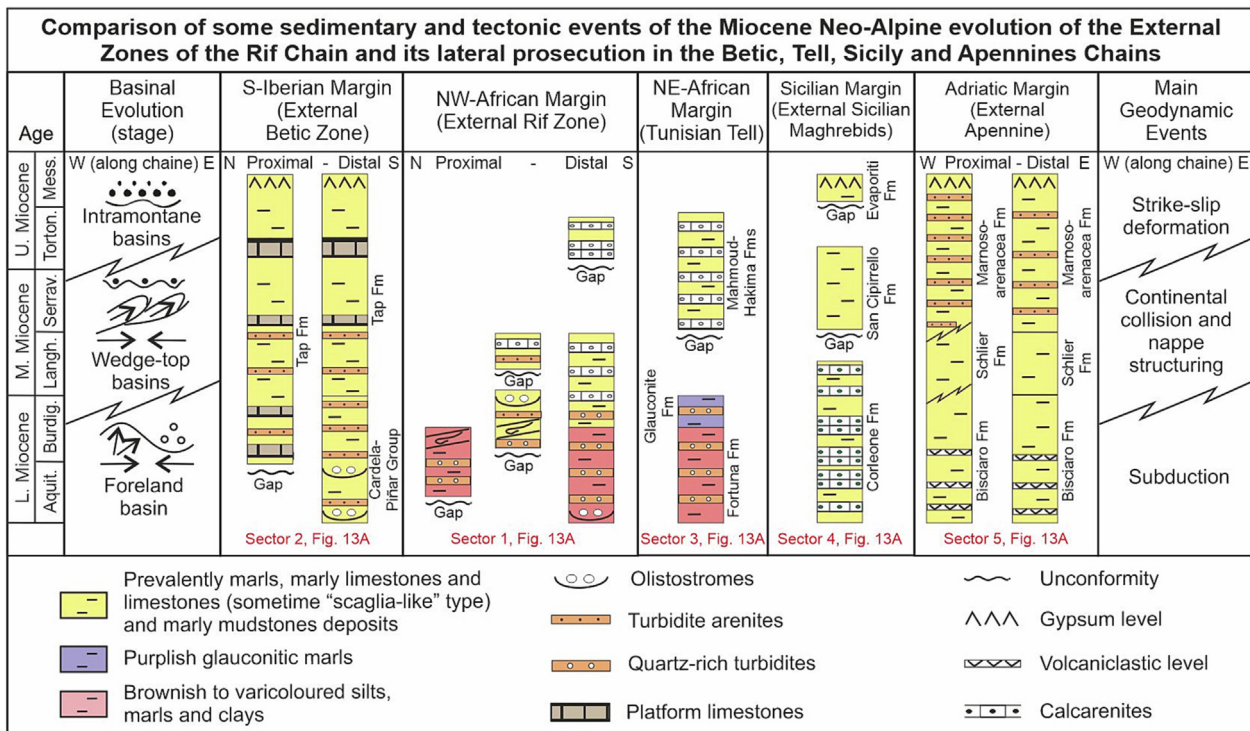 Comparison of some sedimentary and tectonic events of the Miocene Neo-Alpine evolution of the External
Zones of the Rif Chain and its lateral prosecution in the Betic, Tell, Sicily and Apennines Chains
Age
Basinal
Evolution
(stage)
S-Iberian Margin
(External
Betic Zone)
NW-African Margin
(External Rif Zone)
NE-African
Margin
(Tunisian Tell)
Sicilian Margin
(External Sicilian
Maghrebids)
Adriatic Margin
(External
Apennine)
Main
Geodynamic
Events
W (along chaine) E
N Proximal - Distal S
N Proximal - Distal S
W Proximal - Distal E
W (along chaine) E
U. Miocene
Mess.
Torton.
M. Miocene
Serrav.
Langh.
L. Miocene
Burdig.
Aquit.
Intramontane
basins
Wedge-top
basins
Foreland
basin
Gap
Tap Fm
Tap Fm
Cardela-
Piñar Group
Gap
Gap
Gap
Gap
Gap
Mahmoud-
Hakima Fms
Glauconite
Fm
Fortuna Fm
Evaporiti
Fm
Gap
San Cipirrello
Fm
Gap
Corleone Fm
Marnoso-
arenacea Fm
Schlier
Fm
Bisciaro Fm
Marnoso-
arenacea Fm
Schlier Fm
Bisciaro Fm
Strike-slip
deformation
Continental
collision and
nappe
structuring
Subduction
Sector 2, Fig. 13A
Sector 1, Fig. 13A
Sector 3, Fig. 13A
Sector 4, Fig. 13A
Sector 5, Fig. 13A
Prevalently marls, marly limestones and
limestones (sometime “scaglia-like” type)
and marly mudstones deposits
Purplish glauconitic marls
Brownish to varicoloured silts,
marls and clays
Olistostromes
Turbidite arenites
Quartz-rich turbidites
Platform limestones
Unconformity
Gypsum level
Volcaniclastic level
Calcarenites